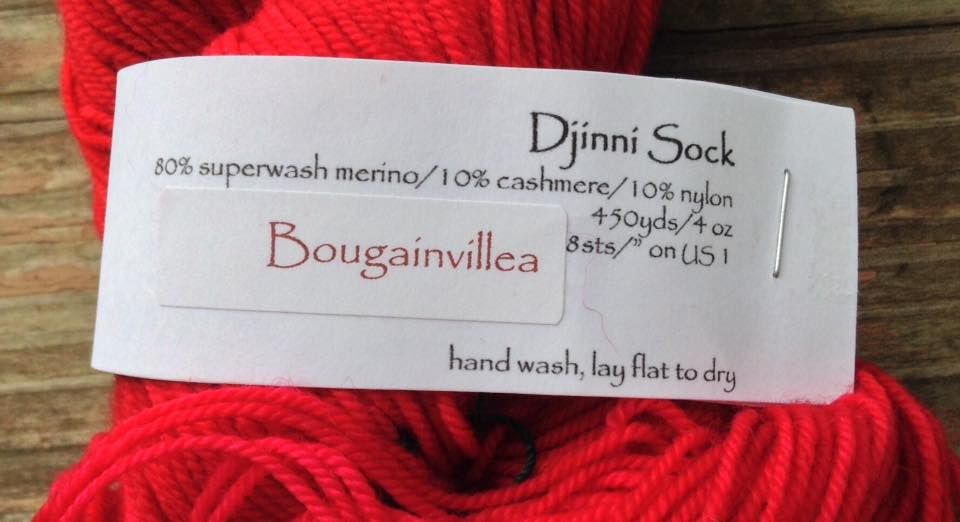 Djinni Sock
80% superwash merino/10% cashmere/10% nylon
450yds/4 oz
8sts/” on US 1
Bougainvillea
hand wash, lay flat to dry